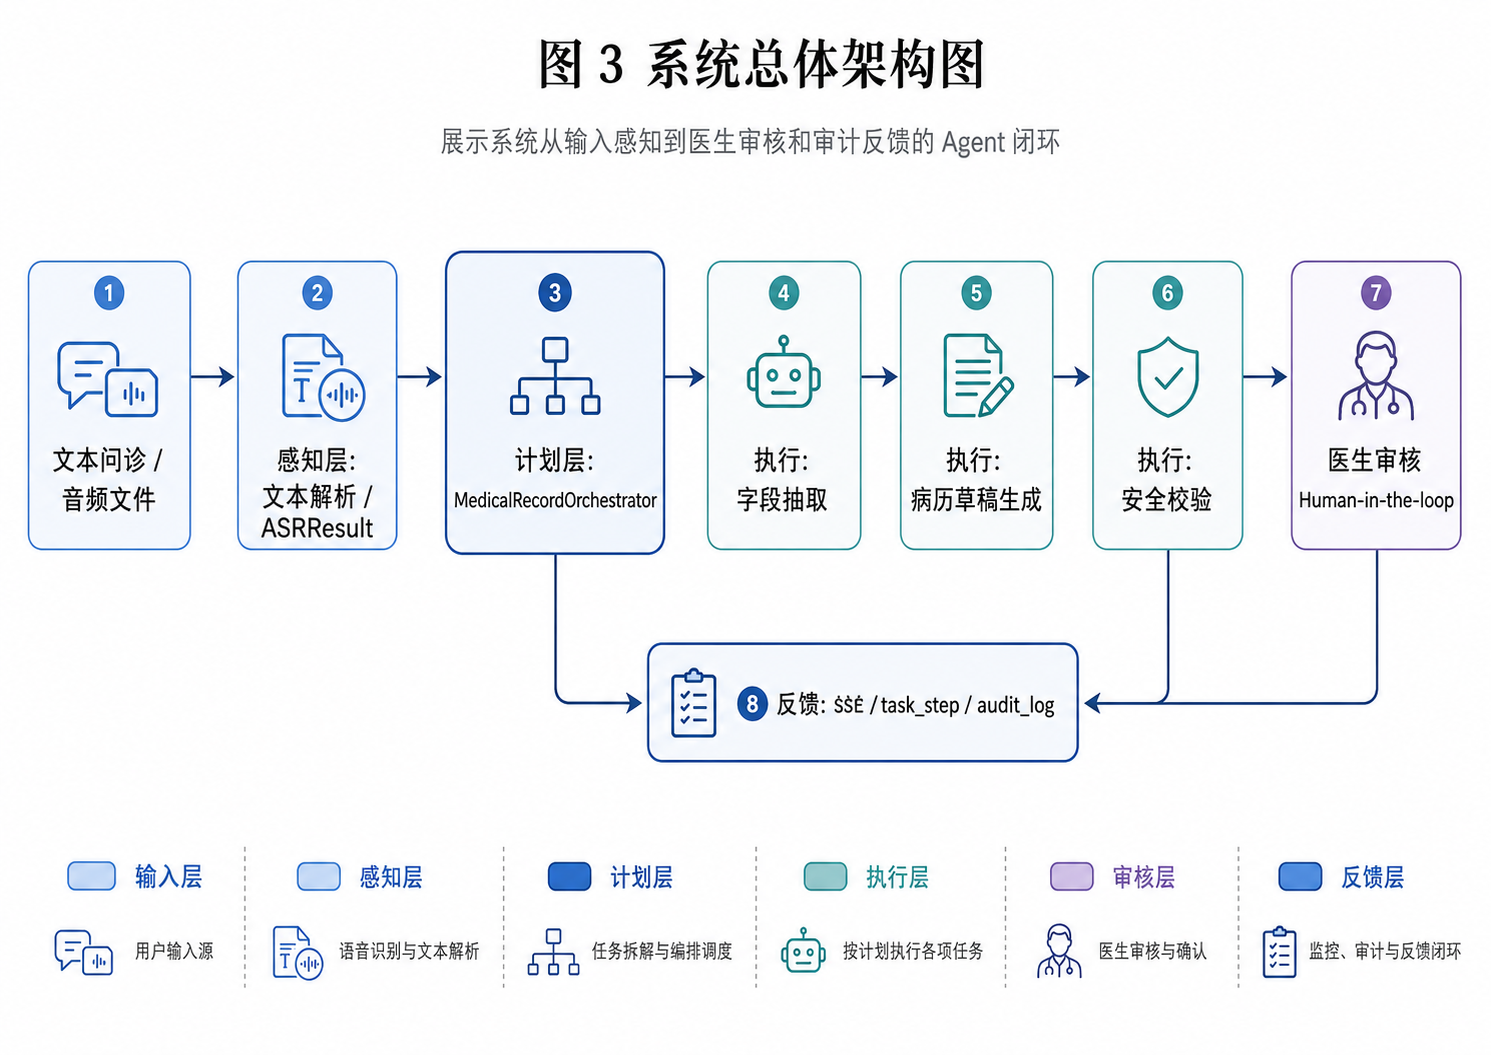 图 3 系统总体架构图
展示系统从输入感知到医生审核和审计反馈的 Agent 闭环
1
文本问诊 /
音频文件
2
T
感知层:
文本解析 /
ASRResult
3
计划层:
MedicalRecordOrchestrator
4
执行:
字段抽取
5
执行:
病历草稿生成
6
执行:
安全校验
7
医生审核
Human-in-the-loop
8 反馈: ṠṠĖ / task_step / audit_log
输入层
用户输入源
感知层
T
语音识别与文本解析
计划层
任务拆解与编排调度
执行层
按计划执行各项任务
审核层
医生审核与确认
反馈层
监控、审计与反馈闭环